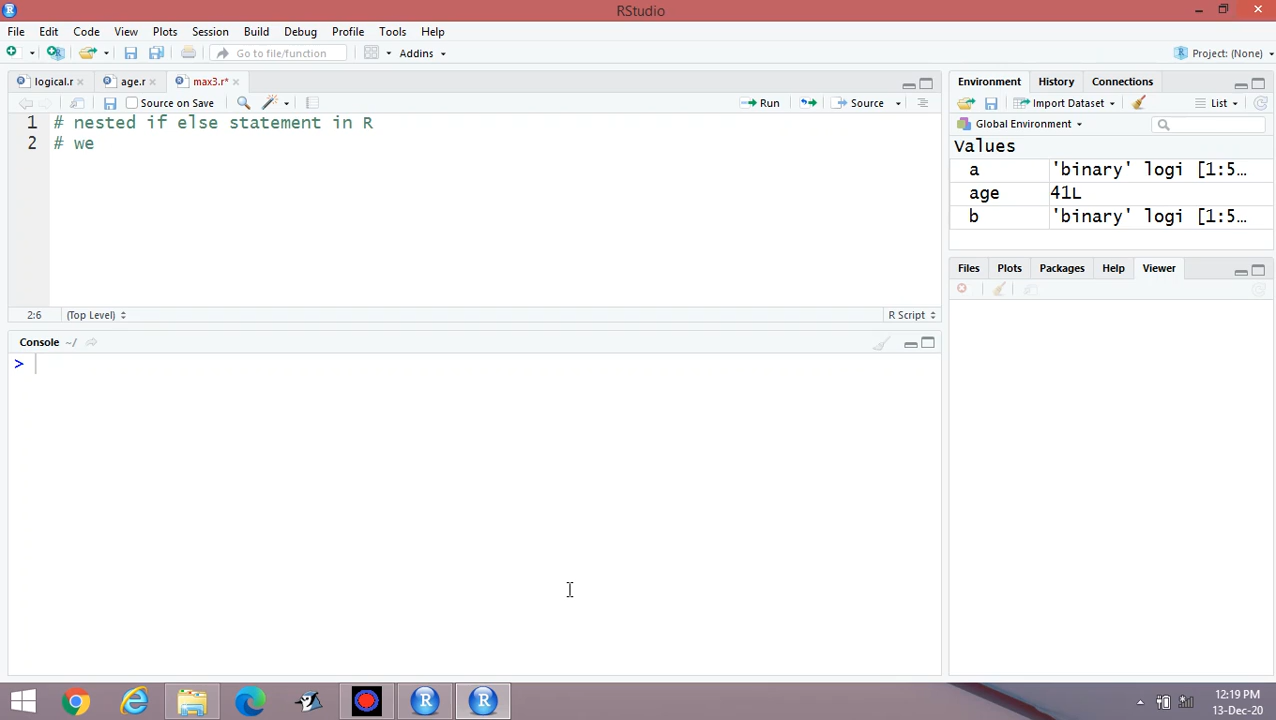 RStudio
File Edit Code View Plots Session Build Debug Profile Tools Help
Go to file/function Addins Project: (None)
logical.r age.r max3.r*
Source on Save Run Source
1 # nested if else statement in R
2 # we
2:6 (Top Level) R Script
Console ~/
>
Environment History Connections
Import Dataset List
Global Environment
Values
a 'binary' logi [1:5…
age 41L
b 'binary' logi [1:5…
Files Plots Packages Help Viewer
12:19 PM
13-Dec-20